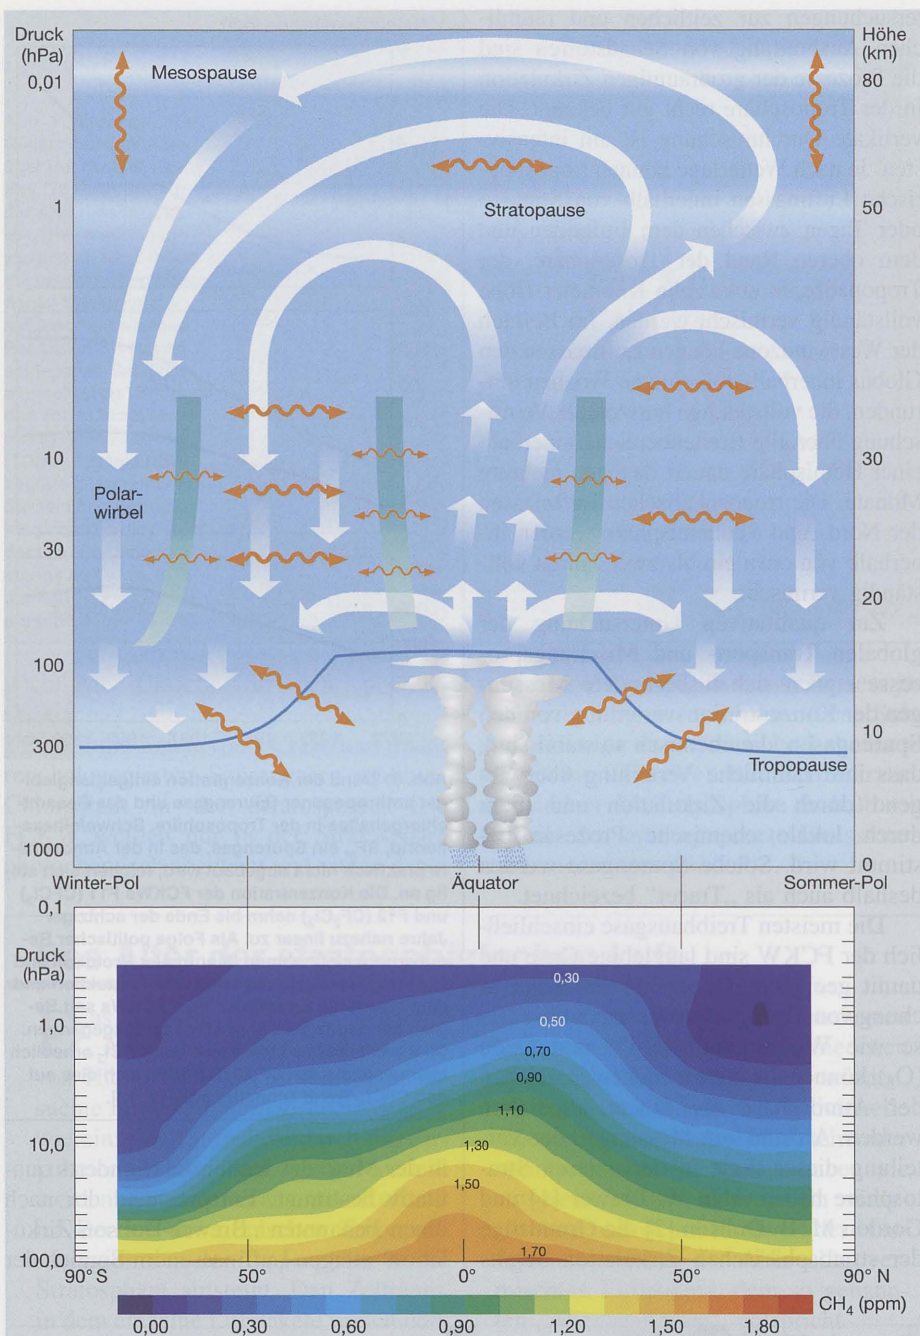 Druck
(hPa)
Höhe
(km)
0,01
Mesospause
80
1
Stratopause
50
10
30
Polar-
wirbel
30
20
100
10
300
Tropopause
1000
0
Winter-Pol
Äquator
Sommer-Pol
0,1
Druck
(hPa)
0,30
1,0
0,50
0,70
0,90
1,10
10,0
1,30
1,50
1,70
100,0
90° S
50°
0°
50°
90° N
CH₄ (ppm)
0,00
0,30
0,60
0,90
1,20
1,50
1,80